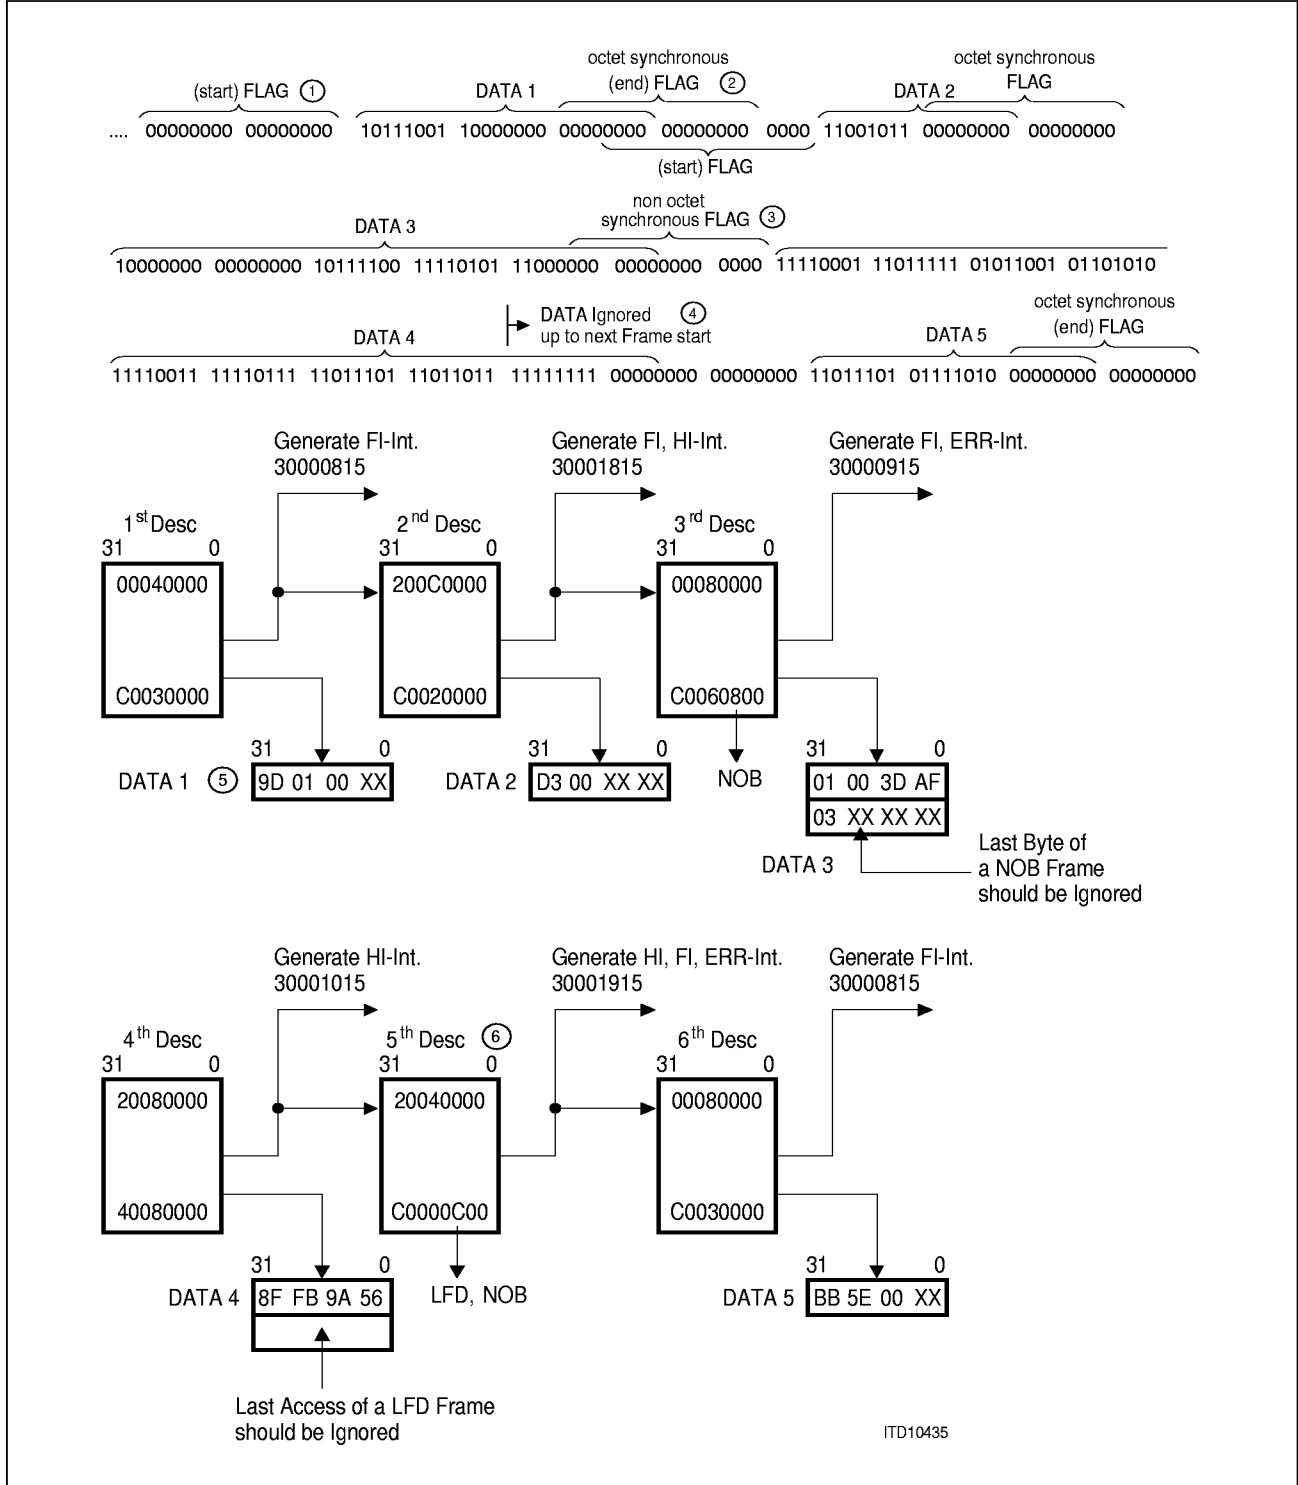 octet synchronous
octet synchronous
(start) FLAG 1
DATA 1
(end) FLAG 2
DATA 2
FLAG
.... 00000000 00000000 10111001 10000000 00000000 00000000 0000 11001011 00000000 00000000
(start) FLAG
non octet
DATA 3
synchronous FLAG 3
10000000 00000000 10111100 11110101 11000000 00000000 0000 11110001 11011111 01011001 01101010
DATA Ignored 4
up to next Frame start
octet synchronous
DATA 4
DATA 5
(end) FLAG
11110011 11110111 11011101 11011011 11111111 00000000 00000000 11011101 01111010 00000000 00000000
Generate FI-Int.
30000815
Generate FI, HI-Int.
30001815
Generate FI, ERR-Int.
30000915
1st Desc
31 0
00040000
C0030000
2nd Desc
31 0
200C0000
C0020000
3rd Desc
31 0
00080000
C0060800
NOB
31 0
DATA 1 5 9D 01 00 XX
31 0
DATA 2 D3 00 XX XX
31 0
01 00 3D AF
03 XX XX XX
DATA 3
Last Byte of
a NOB Frame
should be Ignored
Generate HI-Int.
30001015
Generate HI, FI, ERR-Int.
30001915
Generate FI-Int.
30000815
4th Desc
31 0
20080000
40080000
5th Desc 6
31 0
20040000
C0000C00
6th Desc
31 0
00080000
C0030000
31 0
DATA 4 8F FB 9A 56
LFD, NOB
31 0
DATA 5 BB 5E 00 XX
Last Access of a LFD Frame
should be Ignored
ITD10435